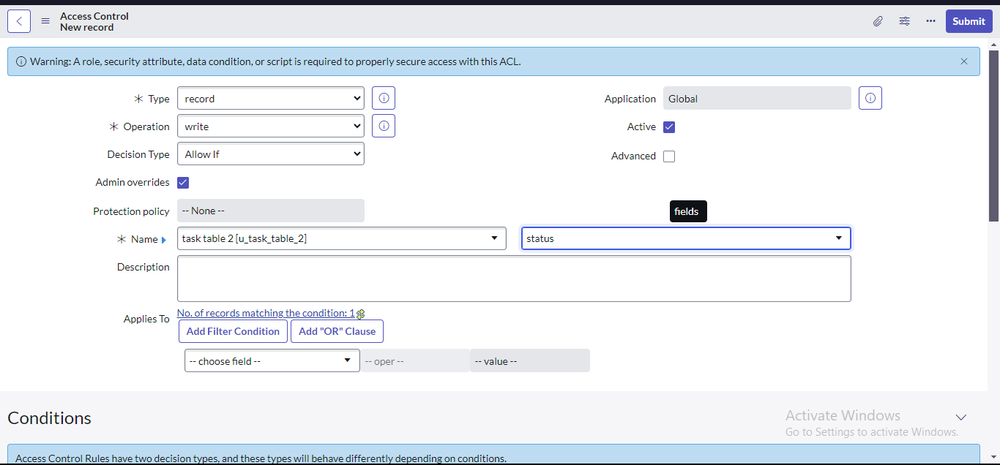 Access Control
New record
Submit
Warning: A role, security attribute, data condition, or script is required to properly secure access with this ACL.
Type
record
Application
Global
Operation
write
Active
Decision Type
Allow If
Advanced
Admin overrides
Protection policy
-- None --
fields
Name
task table 2 [u_task_table_2]
status
Description
Applies To
No. of records matching the condition: 1
Add Filter Condition
Add "OR" Clause
-- choose field --
-- oper --
-- value --
Conditions
Activate Windows
Go to Settings to activate Windows.
Access Control Rules have two decision types, and these types will behave differently depending on conditions.